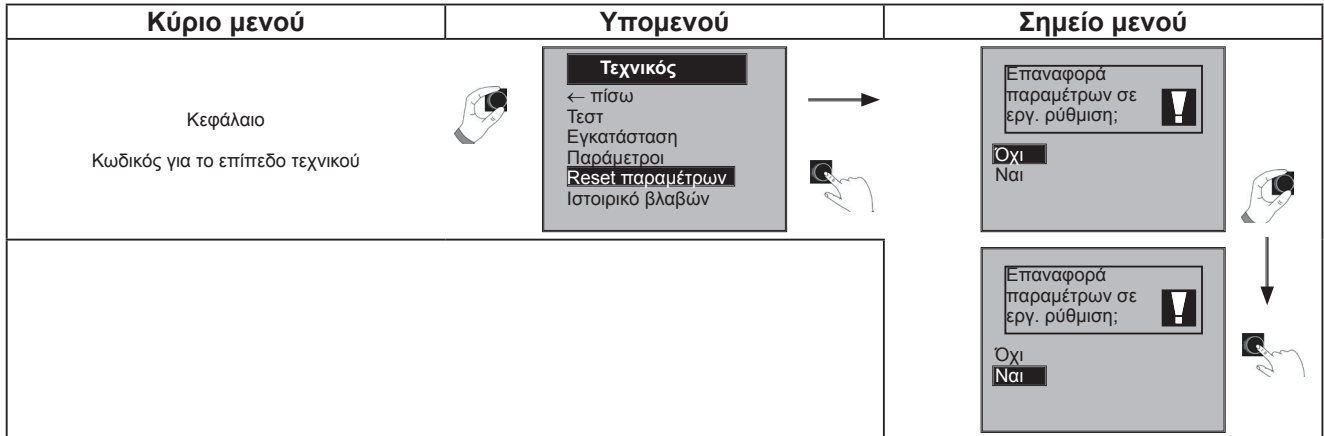 Κύριο μενού
Υπομενού
Σημείο μενού
Κεφάλαιο
Κωδικός για το επίπεδο τεχνικού
Τεχνικός
← πίσω
Τεστ
Εγκατάσταση
Παράμετροι
Reset παραμέτρων
Ιστοιρικό βλαβών
Επαναφορά
παραμέτρων σε
εργ. ρύθμιση;
Όχι
Ναι
Επαναφορά
παραμέτρων σε
εργ. ρύθμιση;
Όχι
Ναι